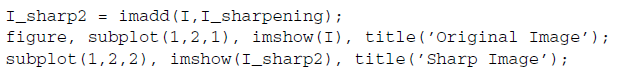 I_sharp2 = imadd(I,I_sharpening);
figure, subplot(1,2,1), imshow(I), title(’Original Image’);
subplot(1,2,2), imshow(I_sharp2), title(’Sharp Image’);